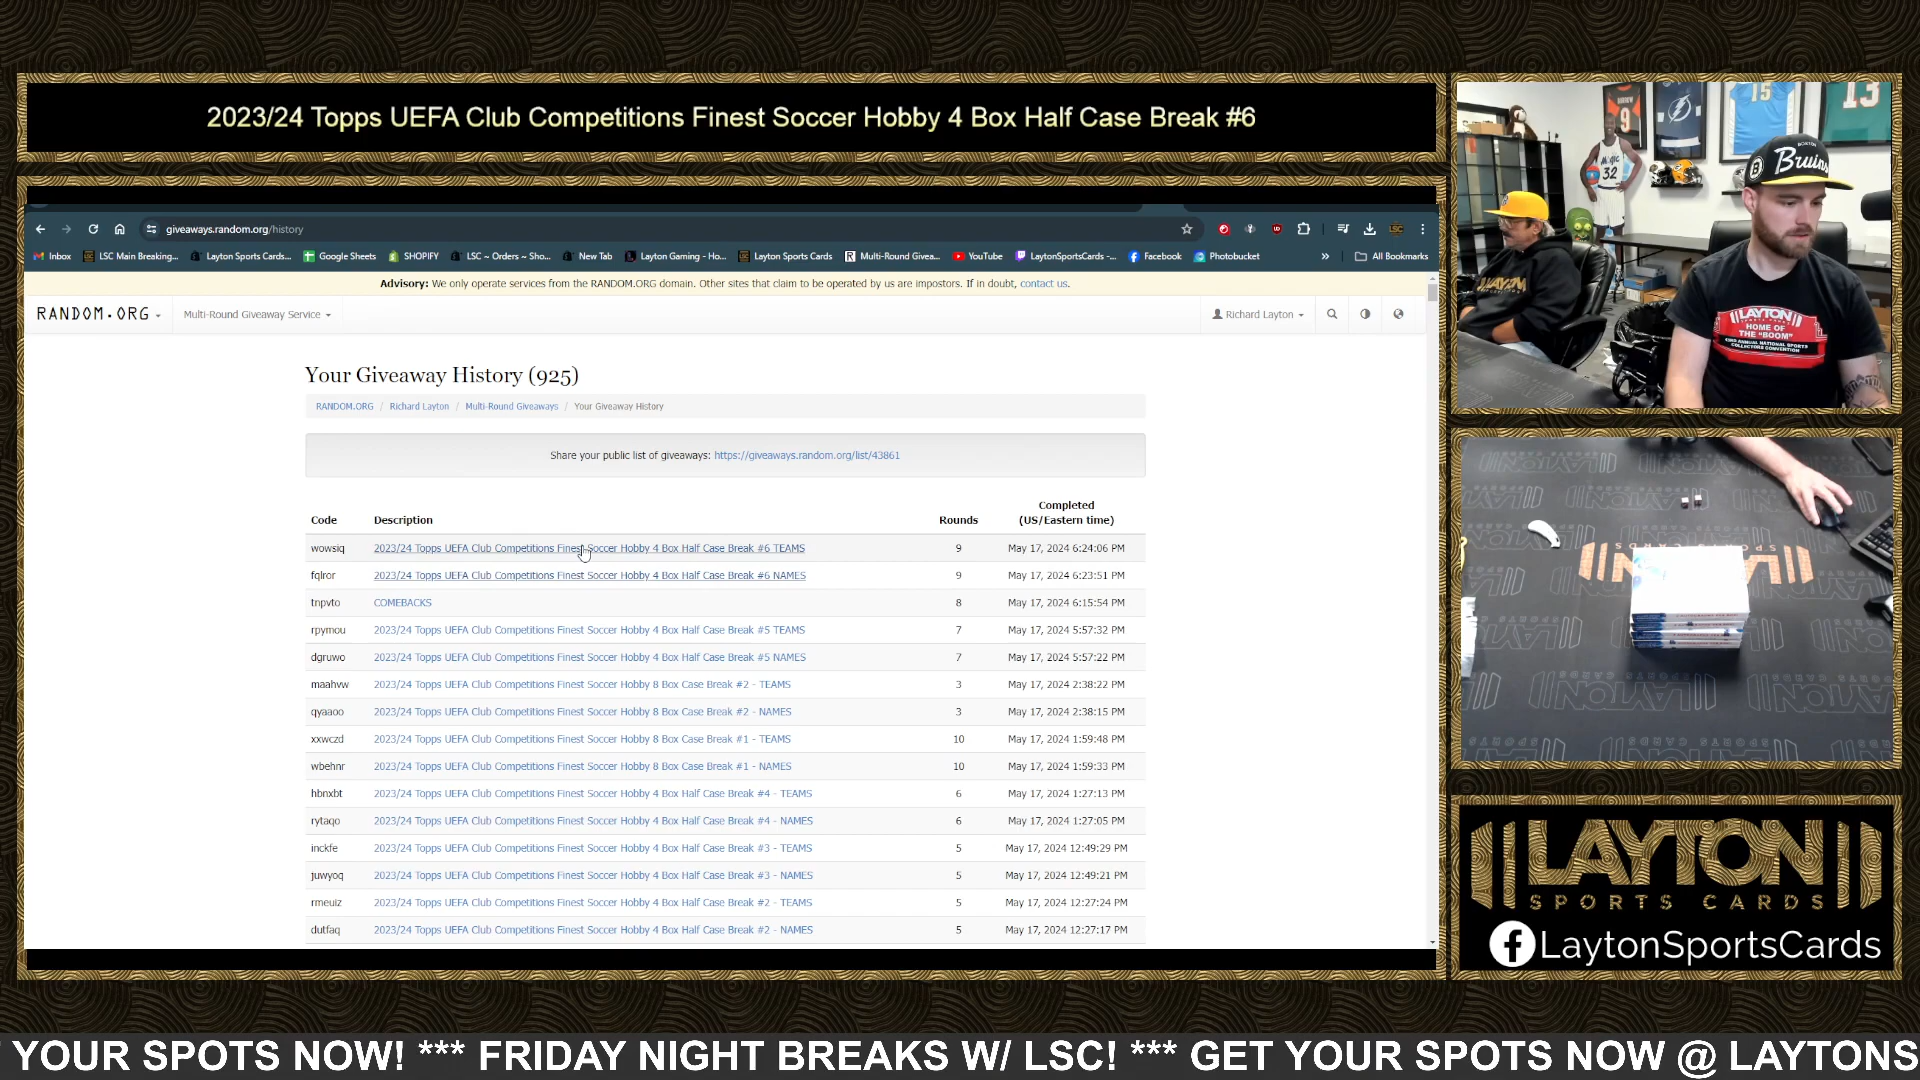 2023/24 Topps UEFA Club Competitions Finest Soccer Hobby 4 Box Half Case Break #6
giveaways.random.org/history
Inbox LSC Main Breaking... Layton Sports Cards... Google Sheets SHOPIFY LSC ~ Orders ~ Sho... New Tab Layton Gaming - Ho... Layton Sports Cards Multi-Round Givea... YouTube LaytonSportsCards -... Facebook Photobucket » All Bookmarks
Advisory: We only operate services from the RANDOM.ORG domain. Other sites that claim to be operated by us are impostors. If in doubt, contact us.
RANDOM.ORG Multi-Round Giveaway Service Richard Layton
Your Giveaway History (925)
RANDOM.ORG / Richard Layton / Multi-Round Giveaways / Your Giveaway History
Share your public list of giveaways: https://giveaways.random.org/list/43861
Code Description Rounds Completed (US/Eastern time)
wowsiq 2023/24 Topps UEFA Club Competitions Finest Soccer Hobby 4 Box Half Case Break #6 TEAMS 9 May 17, 2024 6:24:06 PM
fqlror 2023/24 Topps UEFA Club Competitions Finest Soccer Hobby 4 Box Half Case Break #6 NAMES 9 May 17, 2024 6:23:51 PM
tnpvto COMEBACKS 8 May 17, 2024 6:15:54 PM
rpymou 2023/24 Topps UEFA Club Competitions Finest Soccer Hobby 4 Box Half Case Break #5 TEAMS 7 May 17, 2024 5:57:32 PM
dgruwo 2023/24 Topps UEFA Club Competitions Finest Soccer Hobby 4 Box Half Case Break #5 NAMES 7 May 17, 2024 5:57:22 PM
maahvw 2023/24 Topps UEFA Club Competitions Finest Soccer Hobby 8 Box Case Break #2 - TEAMS 3 May 17, 2024 2:38:22 PM
qyaaoo 2023/24 Topps UEFA Club Competitions Finest Soccer Hobby 8 Box Case Break #2 - NAMES 3 May 17, 2024 2:38:15 PM
xxwczd 2023/24 Topps UEFA Club Competitions Finest Soccer Hobby 8 Box Case Break #1 - TEAMS 10 May 17, 2024 1:59:48 PM
wbehnr 2023/24 Topps UEFA Club Competitions Finest Soccer Hobby 8 Box Case Break #1 - NAMES 10 May 17, 2024 1:59:33 PM
hbnxbt 2023/24 Topps UEFA Club Competitions Finest Soccer Hobby 4 Box Half Case Break #4 - TEAMS 6 May 17, 2024 1:27:13 PM
rytaqo 2023/24 Topps UEFA Club Competitions Finest Soccer Hobby 4 Box Half Case Break #4 - NAMES 6 May 17, 2024 1:27:05 PM
inckfe 2023/24 Topps UEFA Club Competitions Finest Soccer Hobby 4 Box Half Case Break #3 - TEAMS 5 May 17, 2024 12:49:29 PM
juwyoq 2023/24 Topps UEFA Club Competitions Finest Soccer Hobby 4 Box Half Case Break #3 - NAMES 5 May 17, 2024 12:49:21 PM
rmeuiz 2023/24 Topps UEFA Club Competitions Finest Soccer Hobby 4 Box Half Case Break #2 - TEAMS 5 May 17, 2024 12:27:24 PM
dutfaq 2023/24 Topps UEFA Club Competitions Finest Soccer Hobby 4 Box Half Case Break #2 - NAMES 5 May 17, 2024 12:27:17 PM
9
15
13
Magic
32
Bruins
LAYTON
HOME OF
THE "BOOM"
LAYTON
SPORTS CARDS
LaytonSportsCards
YOUR SPOTS NOW! *** FRIDAY NIGHT BREAKS W/ LSC! *** GET YOUR SPOTS NOW @ LAYTONS